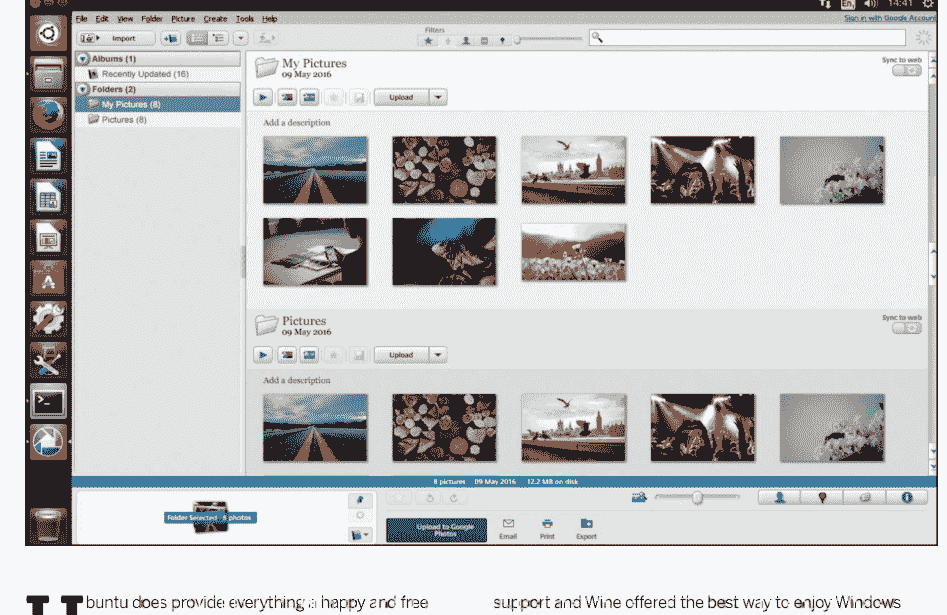 14:41
File Edit View Folder Picture Create Tools Help
Sign in with Google Account
Import
Filters
Albums (1)
Recently Updated (16)
Folders (2)
My Pictures (8)
Pictures (8)
My Pictures
09 May 2016
Sync to web
Upload
Add a description
Pictures
09 May 2016
Sync to web
Upload
Add a description
8 pictures 09 May 2016 12.2 MB on disk
Folder Selected - 8 photos
Upload to Google
Photos
Email Print Export
Ubuntu does provide everything a happy and free
support and Wine offered the best way to enjoy Windows